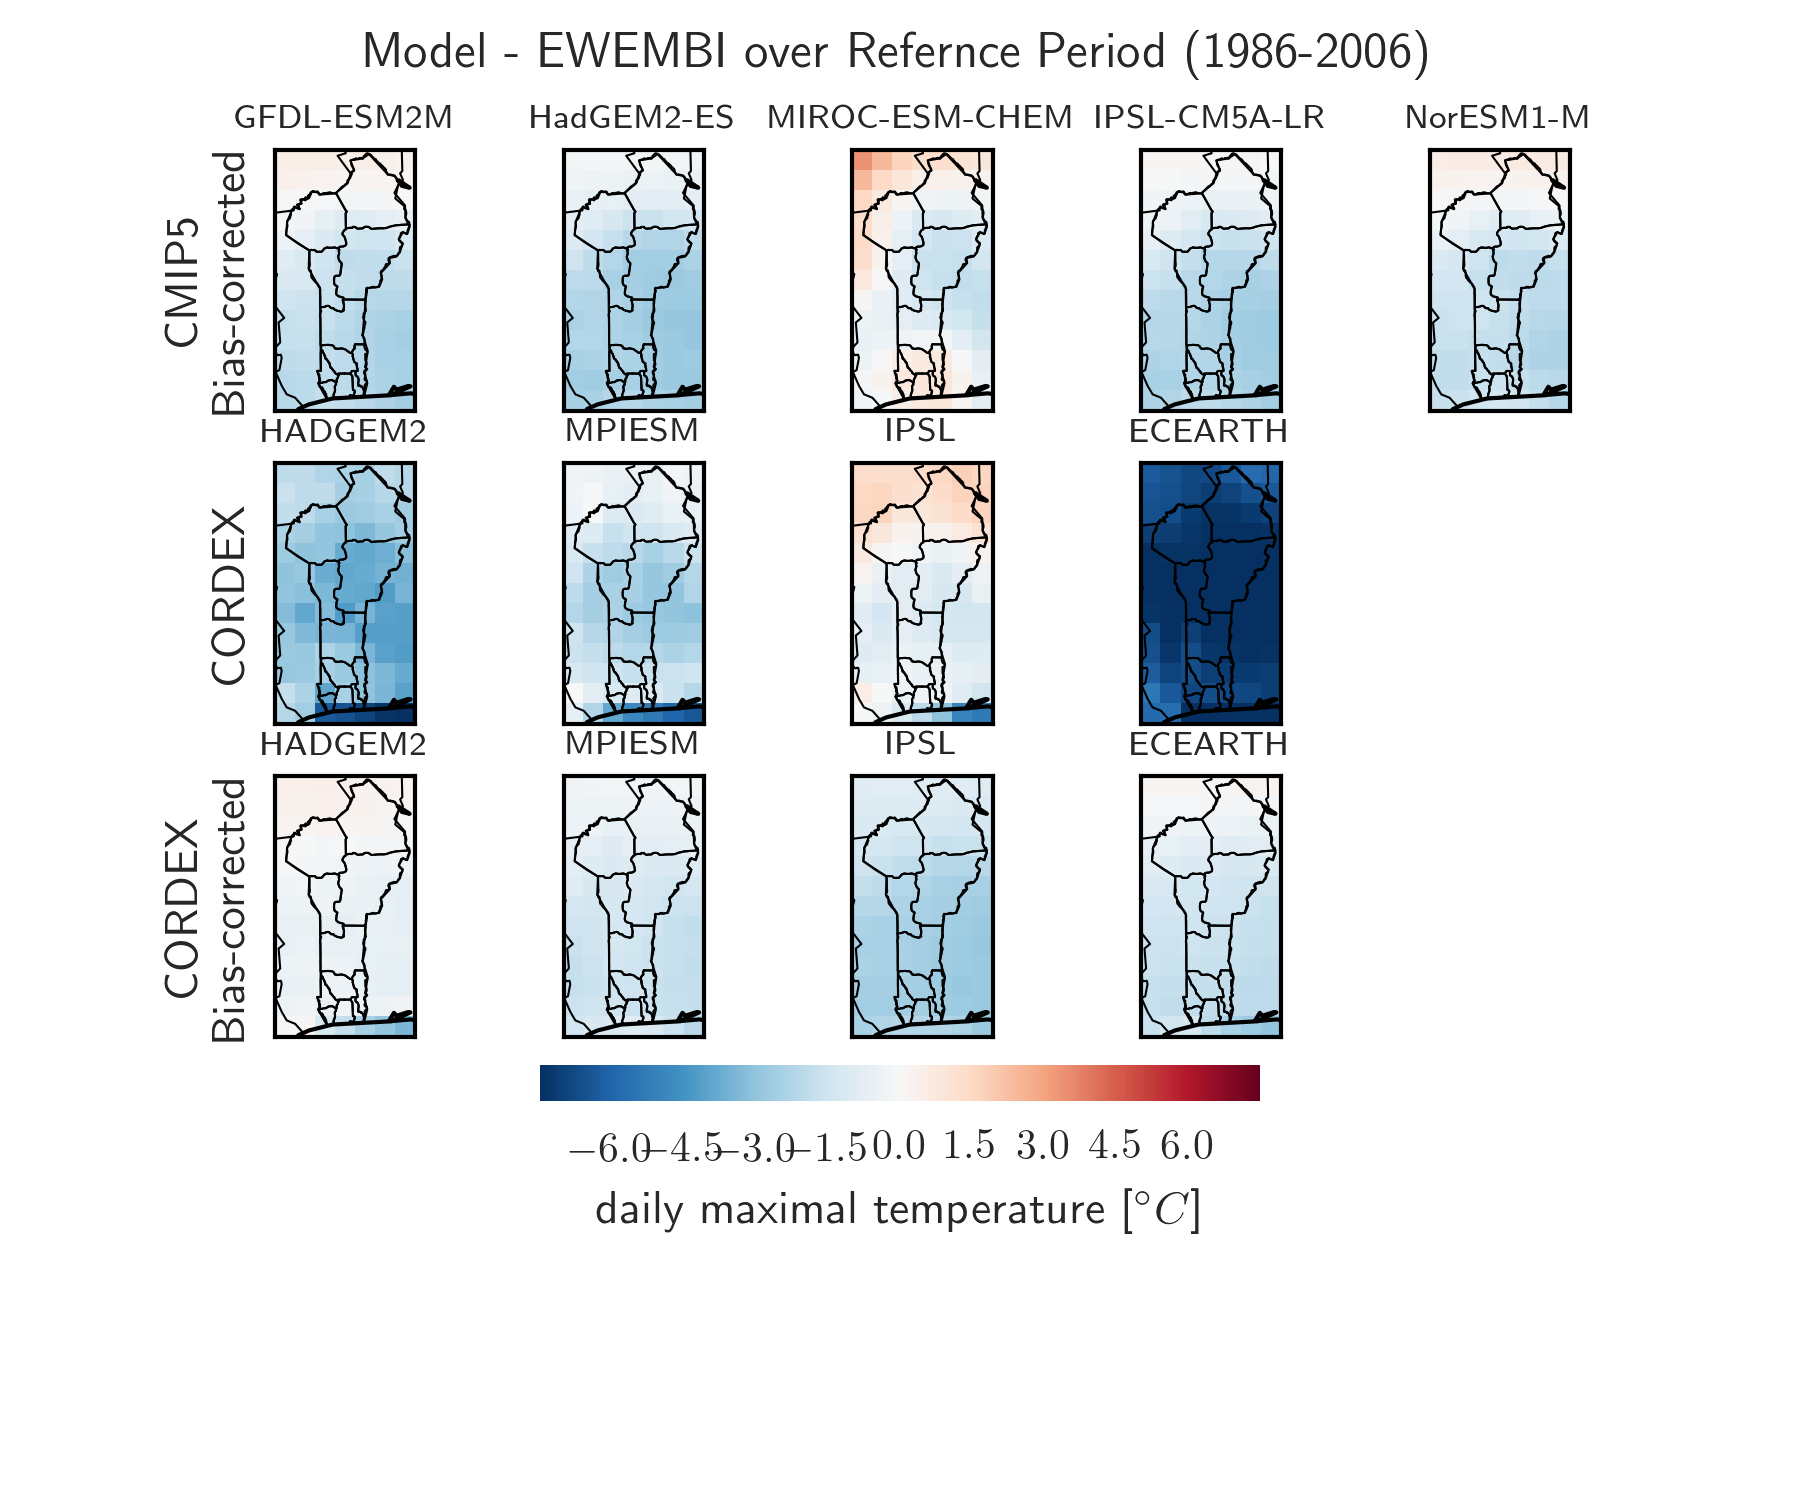 Model - EWEMBI over Refernce Period (1986-2006)
GFDL-ESM2M HadGEM2-ES MIROC-ESM-CHEM IPSL-CM5A-LR NorESM1-M
CMIP5
Bias-corrected
HADGEM2 MPIESM IPSL ECEARTH
CORDEX
HADGEM2 MPIESM IPSL ECEARTH
CORDEX
Bias-corrected
−6.0 −4.5 −3.0 −1.5 0.0 1.5 3.0 4.5 6.0
daily maximal temperature [°C]